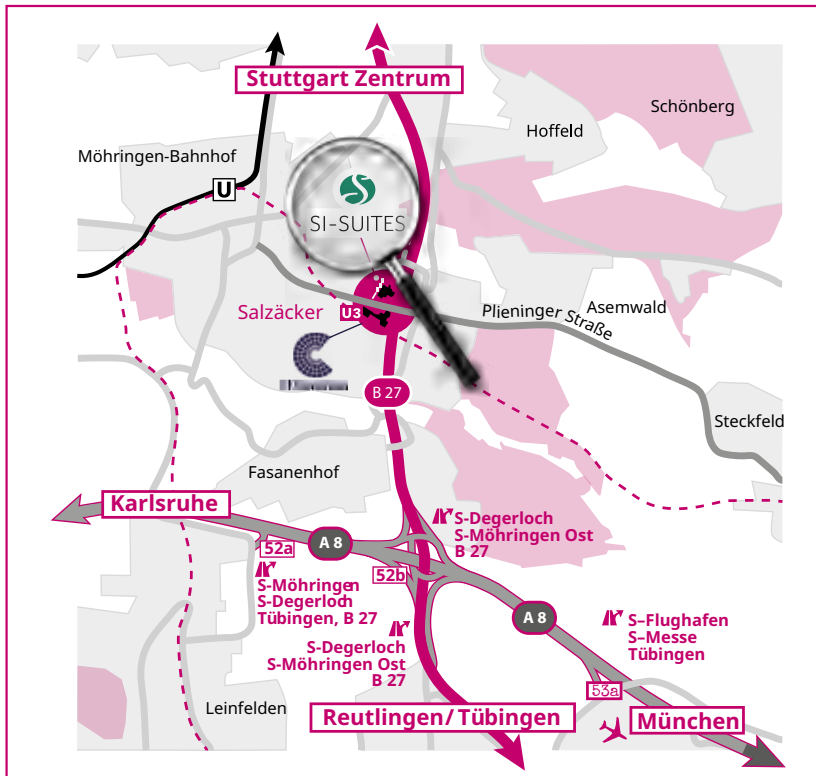 Stuttgart Zentrum
Schönberg
Hoffeld
Möhringen-Bahnhof
U
SI-SUITES
Salzäcker
U3
Plieninger Straße
Asemwald
B 27
Steckfeld
Fasanenhof
Karlsruhe
S-Degerloch
S-Möhringen Ost
B 27
A 8
52a
52b
S-Möhringen
S-Degerloch
Tübingen, B 27
A 8
S–Flughafen
S–Messe
Tübingen
S-Degerloch
S-Möhringen Ost
B 27
53a
Leinfelden
Reutlingen/Tübingen
München